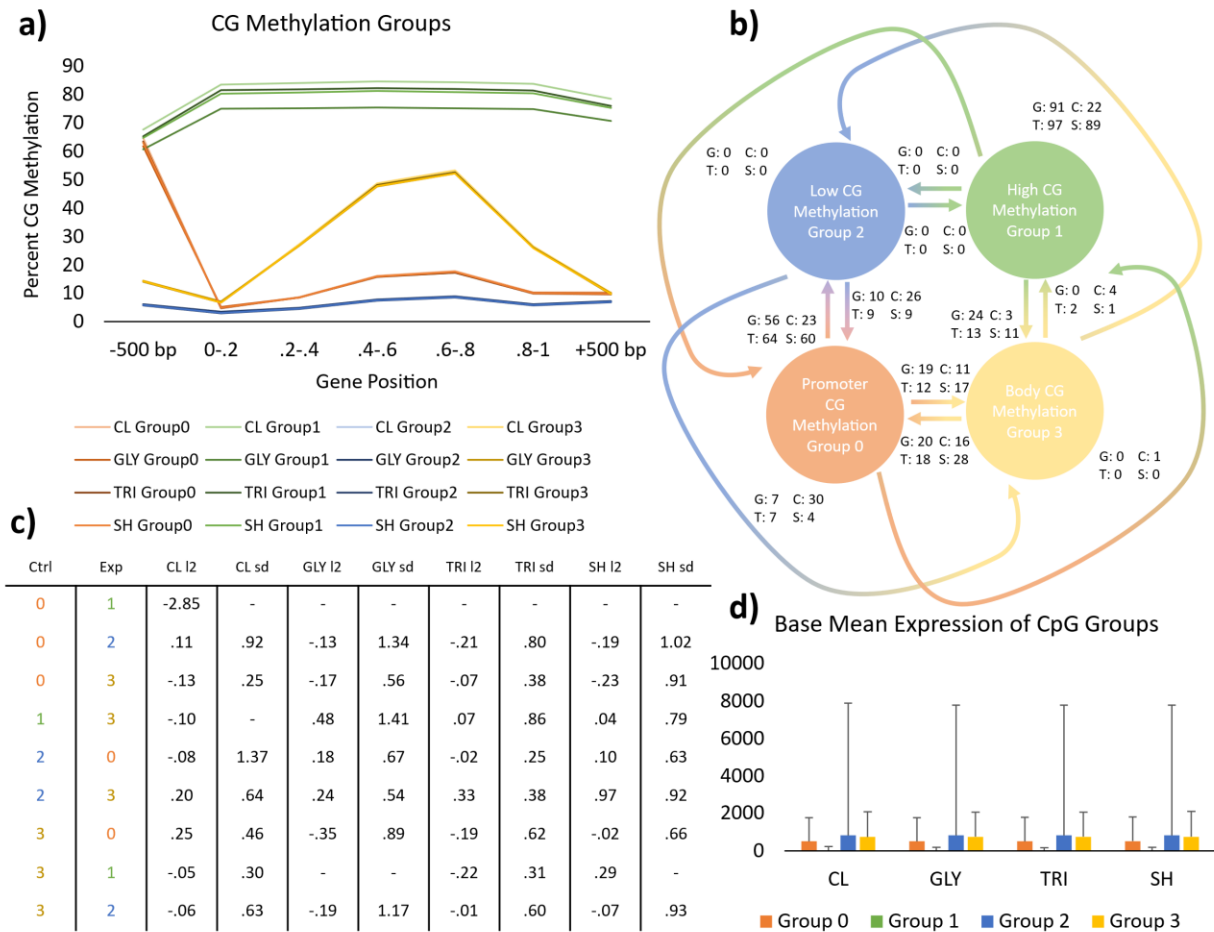 a)
CG Methylation Groups
Percent CG Methylation
90
80
70
60
50
40
30
20
10
0
-500 bp 0-.2 .2-.4 .4-.6 .6-.8 .8-1 +500 bp
Gene Position
CL Group0 CL Group1 CL Group2 CL Group3
GLY Group0 GLY Group1 GLY Group2 GLY Group3
TRI Group0 TRI Group1 TRI Group2 TRI Group3
SH Group0 SH Group1 SH Group2 SH Group3
b)
G: 91 C: 22
T: 97 S: 89
G: 0 C: 0
T: 0 S: 0
G: 0 C: 0
T: 0 S: 0
Low CG
Methylation
Group 2
High CG
Methylation
Group 1
G: 0 C: 0
T: 0 S: 0
G: 10 C: 26
T: 9 S: 9
G: 0 C: 4
T: 2 S: 1
G: 56 C: 23
T: 64 S: 60
G: 24 C: 3
T: 13 S: 11
Promoter
CG
Methylation
Group 0
G: 19 C: 11
T: 12 S: 17
Body CG
Methylation
Group 3
G: 20 C: 16
T: 18 S: 28
G: 0 C: 1
T: 0 S: 0
G: 7 C: 30
T: 7 S: 4
c)
Ctrl Exp CL l2 CL sd GLY l2 GLY sd TRI l2 TRI sd SH l2 SH sd
0 1 -2.85 - - - - - - -
0 2 .11 .92 -.13 1.34 -.21 .80 -.19 1.02
0 3 -.13 .25 -.17 .56 -.07 .38 -.23 .91
1 3 -.10 - .48 1.41 .07 .86 .04 .79
2 0 -.08 1.37 .18 .67 -.02 .25 .10 .63
2 3 .20 .64 .24 .54 .33 .38 .97 .92
3 0 .25 .46 -.35 .89 -.19 .62 -.02 .66
3 1 -.05 .30 - - -.22 .31 .29 -
3 2 -.06 .63 -.19 1.17 -.01 .60 -.07 .93
d)
Base Mean Expression of CpG Groups
10000
8000
6000
4000
2000
0
CL GLY TRI SH
Group 0 Group 1 Group 2 Group 3